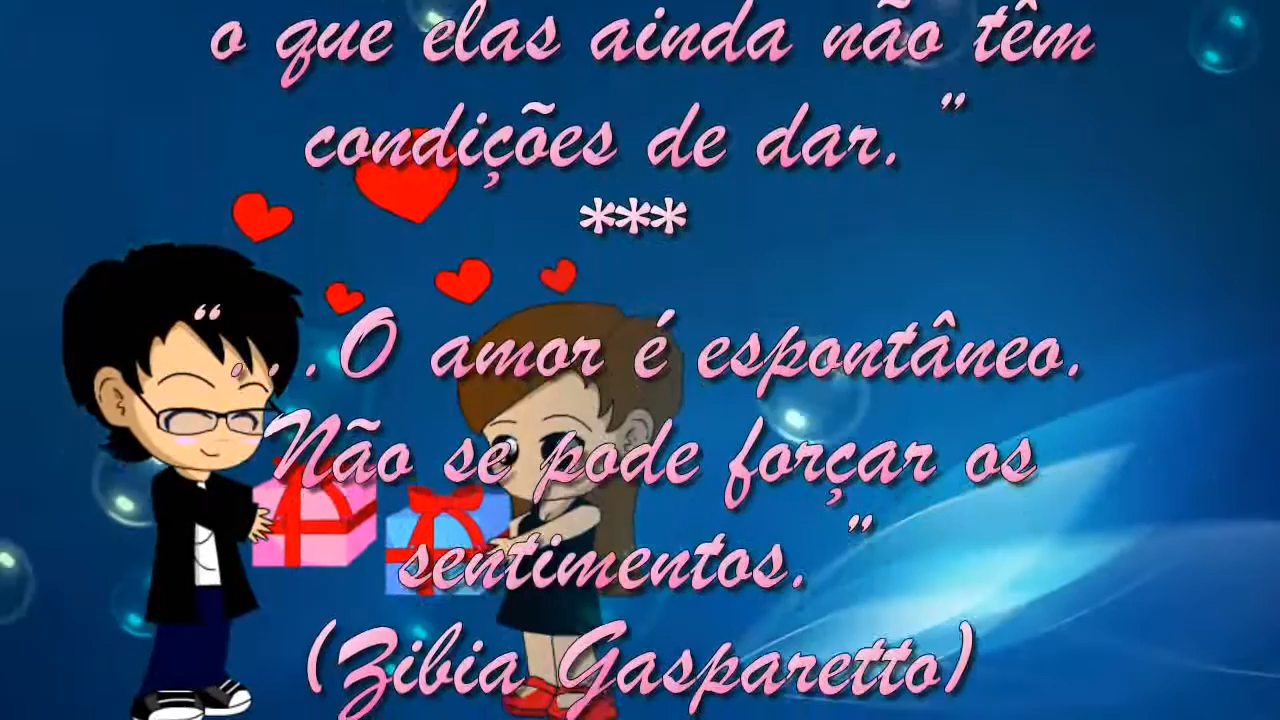 o que elas ainda não têm
condições de dar.”
***
“...O amor é espontâneo.
Não se pode forçar os
sentimentos.”
(Zibia Gasparetto)